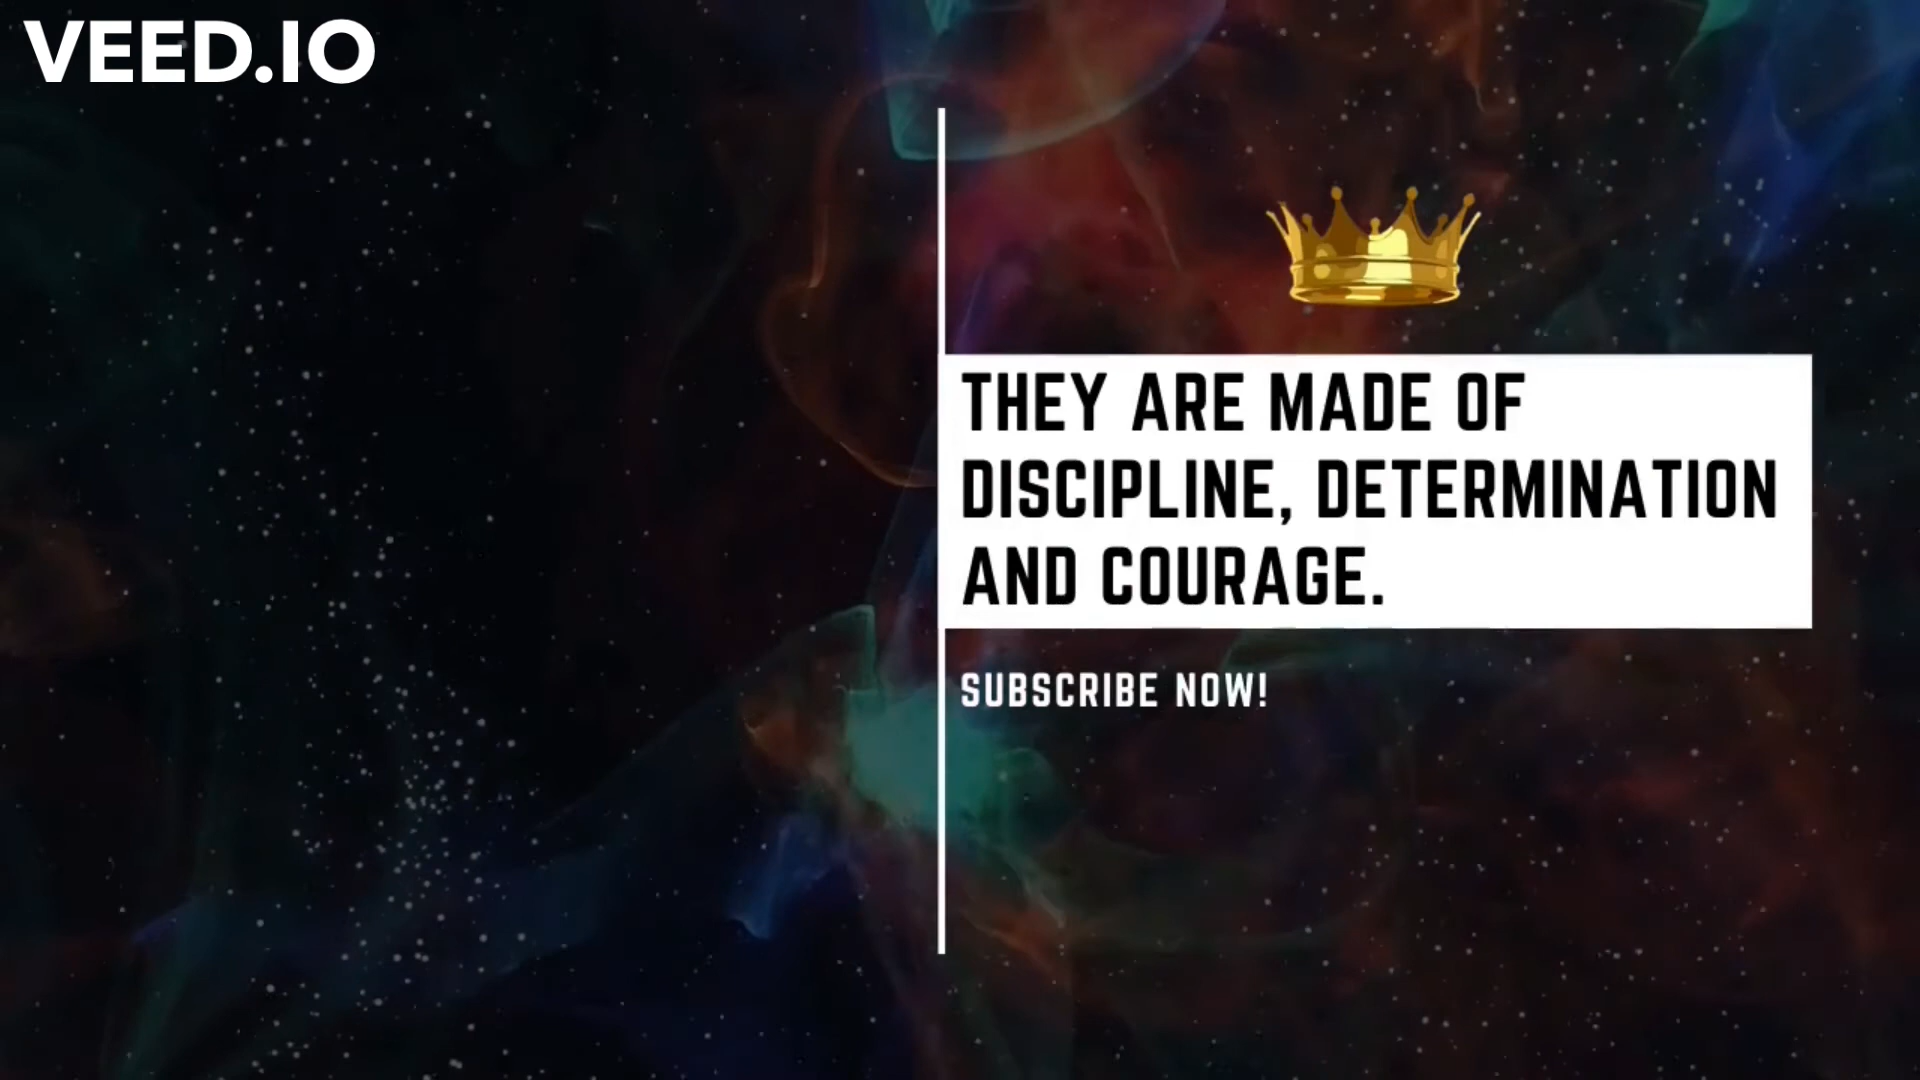 VEED.IO
THEY ARE MADE OF
DISCIPLINE, DETERMINATION
AND COURAGE.
SUBSCRIBE NOW!